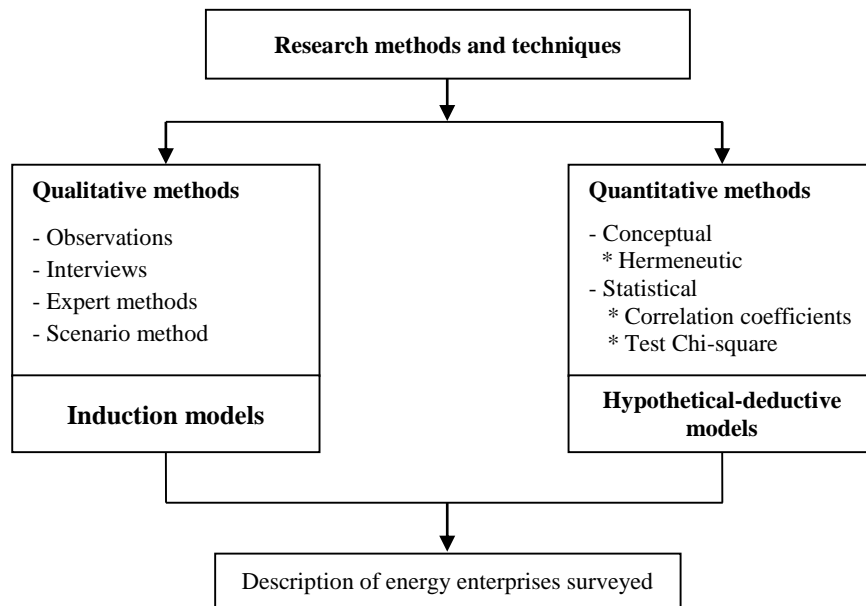 Research methods and techniques
Qualitative methods
- Observations
- Interviews
- Expert methods
- Scenario method
Induction models
Quantitative methods
- Conceptual
* Hermeneutic
- Statistical
* Correlation coefficients
* Test Chi-square
Hypothetical-deductive
models
Description of energy enterprises surveyed